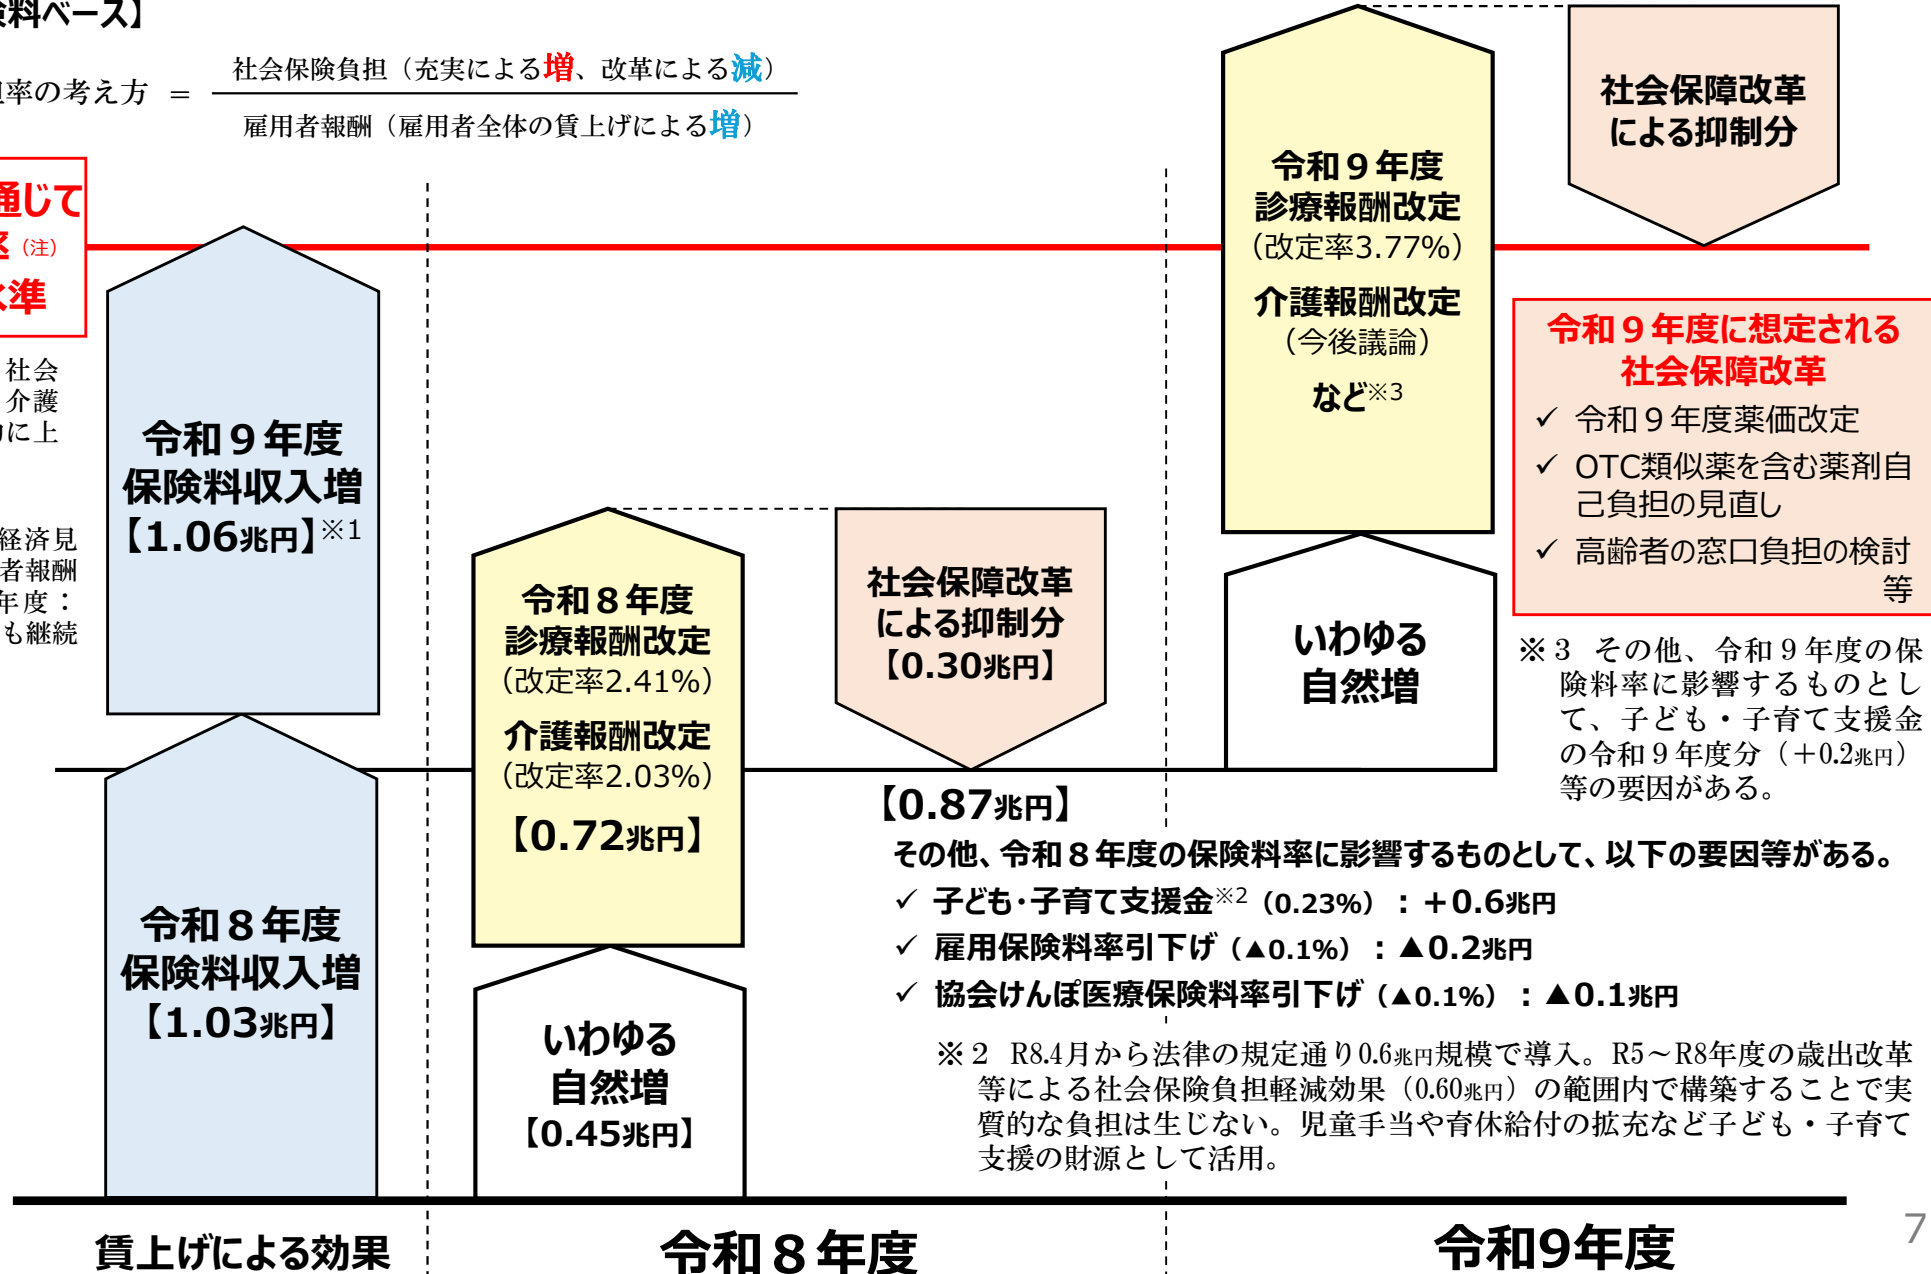 険料ベース】
担率の考え方 ＝
社会保険負担（充実による増、改革による減）
雇用者報酬（雇用者全体の賃上げによる増）
通じて
率（注）
水準
社会
介護
的に上
経済見
者報酬
年度：
も継続
令和９年度
保険料収入増
【1.06兆円】※1
令和８年度
保険料収入増
【1.03兆円】
賃上げによる効果
令和８年度
診療報酬改定
（改定率2.41%）
介護報酬改定
（改定率2.03%）
【0.72兆円】
いわゆる
自然増
【0.45兆円】
社会保障改革
による抑制分
【0.30兆円】
【0.87兆円】
その他、令和８年度の保険料率に影響するものとして、以下の要因等がある。
✓ 子ども・子育て支援金※2（0.23%）：＋0.6兆円
✓ 雇用保険料率引下げ（▲0.1%）：▲0.2兆円
✓ 協会けんぽ医療保険料率引下げ（▲0.1%）：▲0.1兆円
※２ R8.4月から法律の規定通り0.6兆円規模で導入。R5～R8年度の歳出改革
等による社会保険負担軽減効果（0.60兆円）の範囲内で構築することで実
質的な負担は生じない。児童手当や育休給付の拡充など子ども・子育て
支援の財源として活用。
令和８年度
令和９年度
診療報酬改定
（改定率3.77%）
介護報酬改定
（今後議論）
など※3
いわゆる
自然増
社会保障改革
による抑制分
令和９年度に想定される
社会保障改革
✓ 令和９年度薬価改定
✓ OTC類似薬を含む薬剤自
己負担の見直し
✓ 高齢者の窓口負担の検討
等
※３ その他、令和９年度の保
険料率に影響するものとし
て、子ども・子育て支援金
の令和９年度分（＋0.2兆円）
等の要因がある。
令和9年度
7